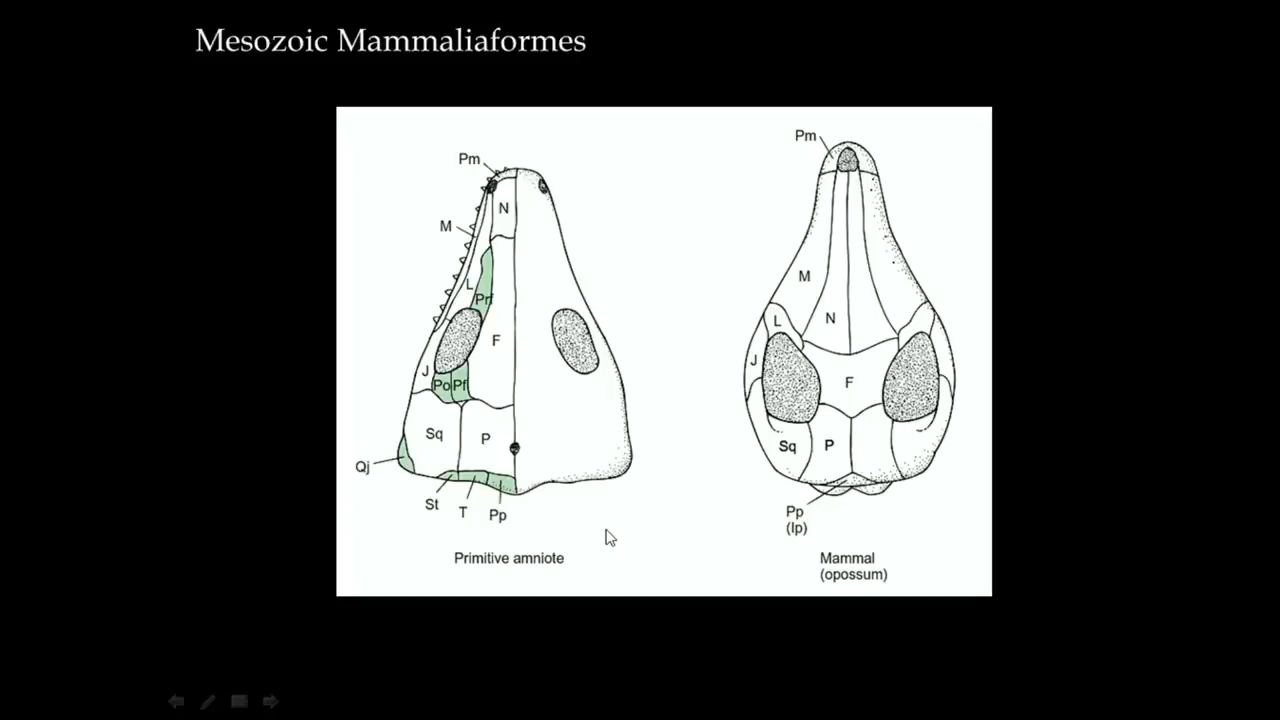 Mesozoic Mammaliaformes
Pm
N
M
L
Prf
F
J
Po Pf
Sq
P
Qj
St
T
Pp
Primitive amniote
Pm
M
N
L
J
F
Sq
P
Pp
(Ip)
Mammal
(opossum)